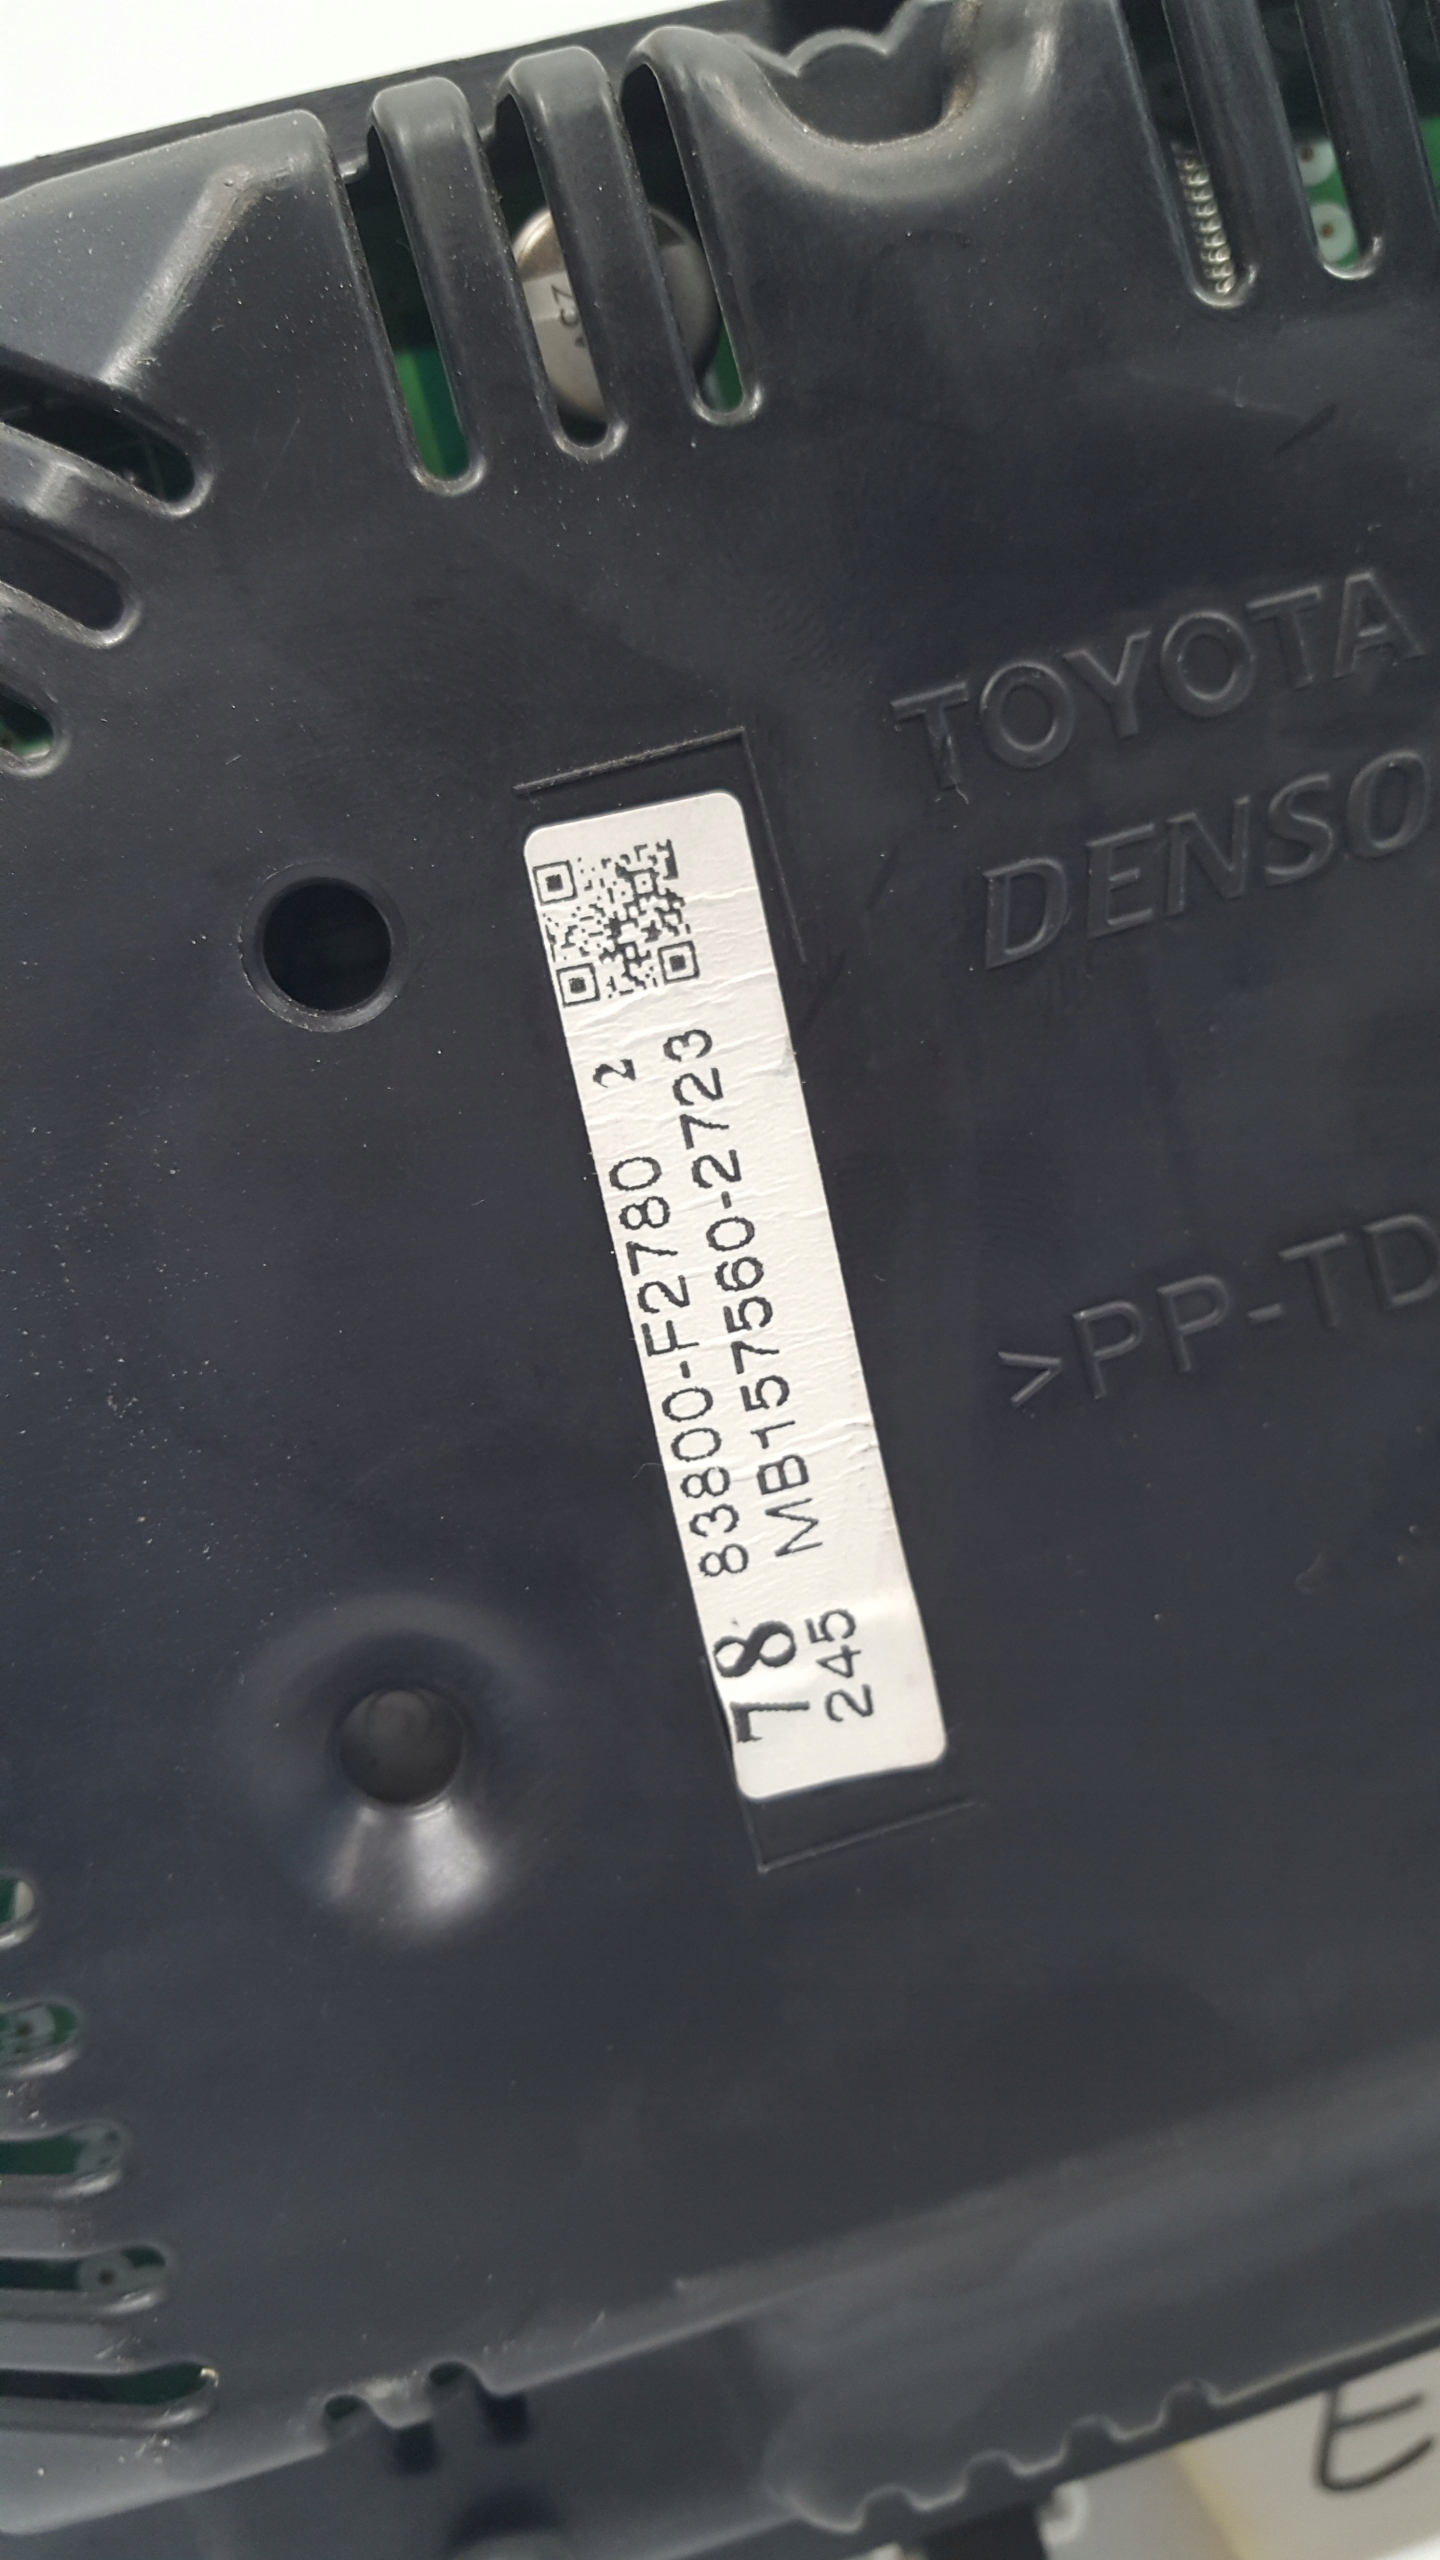 TOYOTA
DENSO
>PP-TD
83800-F2780 2
MB157560-2723
78
245
E